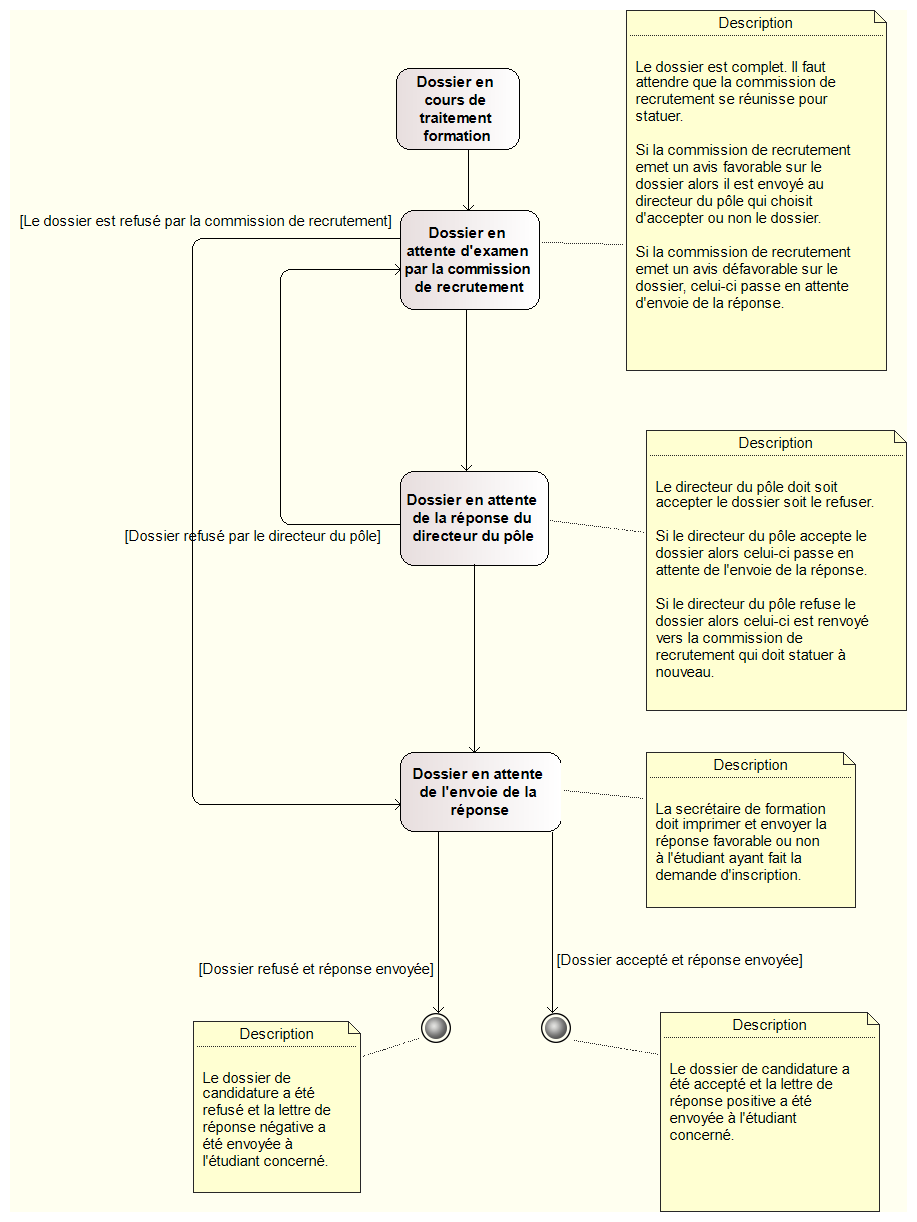 Description
Le dossier est complet. Il faut
attendre que la commission de
recrutement se réunisse pour
statuer.
Si la commission de recrutement
emet un avis favorable sur le
dossier alors il est envoyé au
directeur du pôle qui choisit
d'accepter ou non le dossier.
Si la commission de recrutement
emet un avis défavorable sur le
dossier, celui-ci passe en attente
d'envoie de la réponse.
Dossier en
cours de
traitement
formation
[Le dossier est refusé par la commission de recrutement]
Dossier en
attente d'examen
par la commission
de recrutement
Description
Le directeur du pôle doit soit
accepter le dossier soit le refuser.
Si le directeur du pôle accepte le
dossier alors celui-ci passe en
attente de l'envoie de la réponse.
Si le directeur du pôle refuse le
dossier alors celui-ci est renvoyé
vers la commission de
recrutement qui doit statuer à
nouveau.
Dossier en attente
de la réponse du
directeur du pôle
[Dossier refusé par le directeur du pôle]
Description
La secrétaire de formation
doit imprimer et envoyer la
réponse favorable ou non
à l'étudiant ayant fait la
demande d'inscription.
Dossier en attente
de l'envoie de la
réponse
[Dossier refusé et réponse envoyée]
[Dossier accepté et réponse envoyée]
Description
Le dossier de
candidature a été
refusé et la lettre de
réponse négative a
été envoyée à
l'étudiant concerné.
Description
Le dossier de candidature a
été accepté et la lettre de
réponse positive a été
envoyée à l'étudiant
concerné.